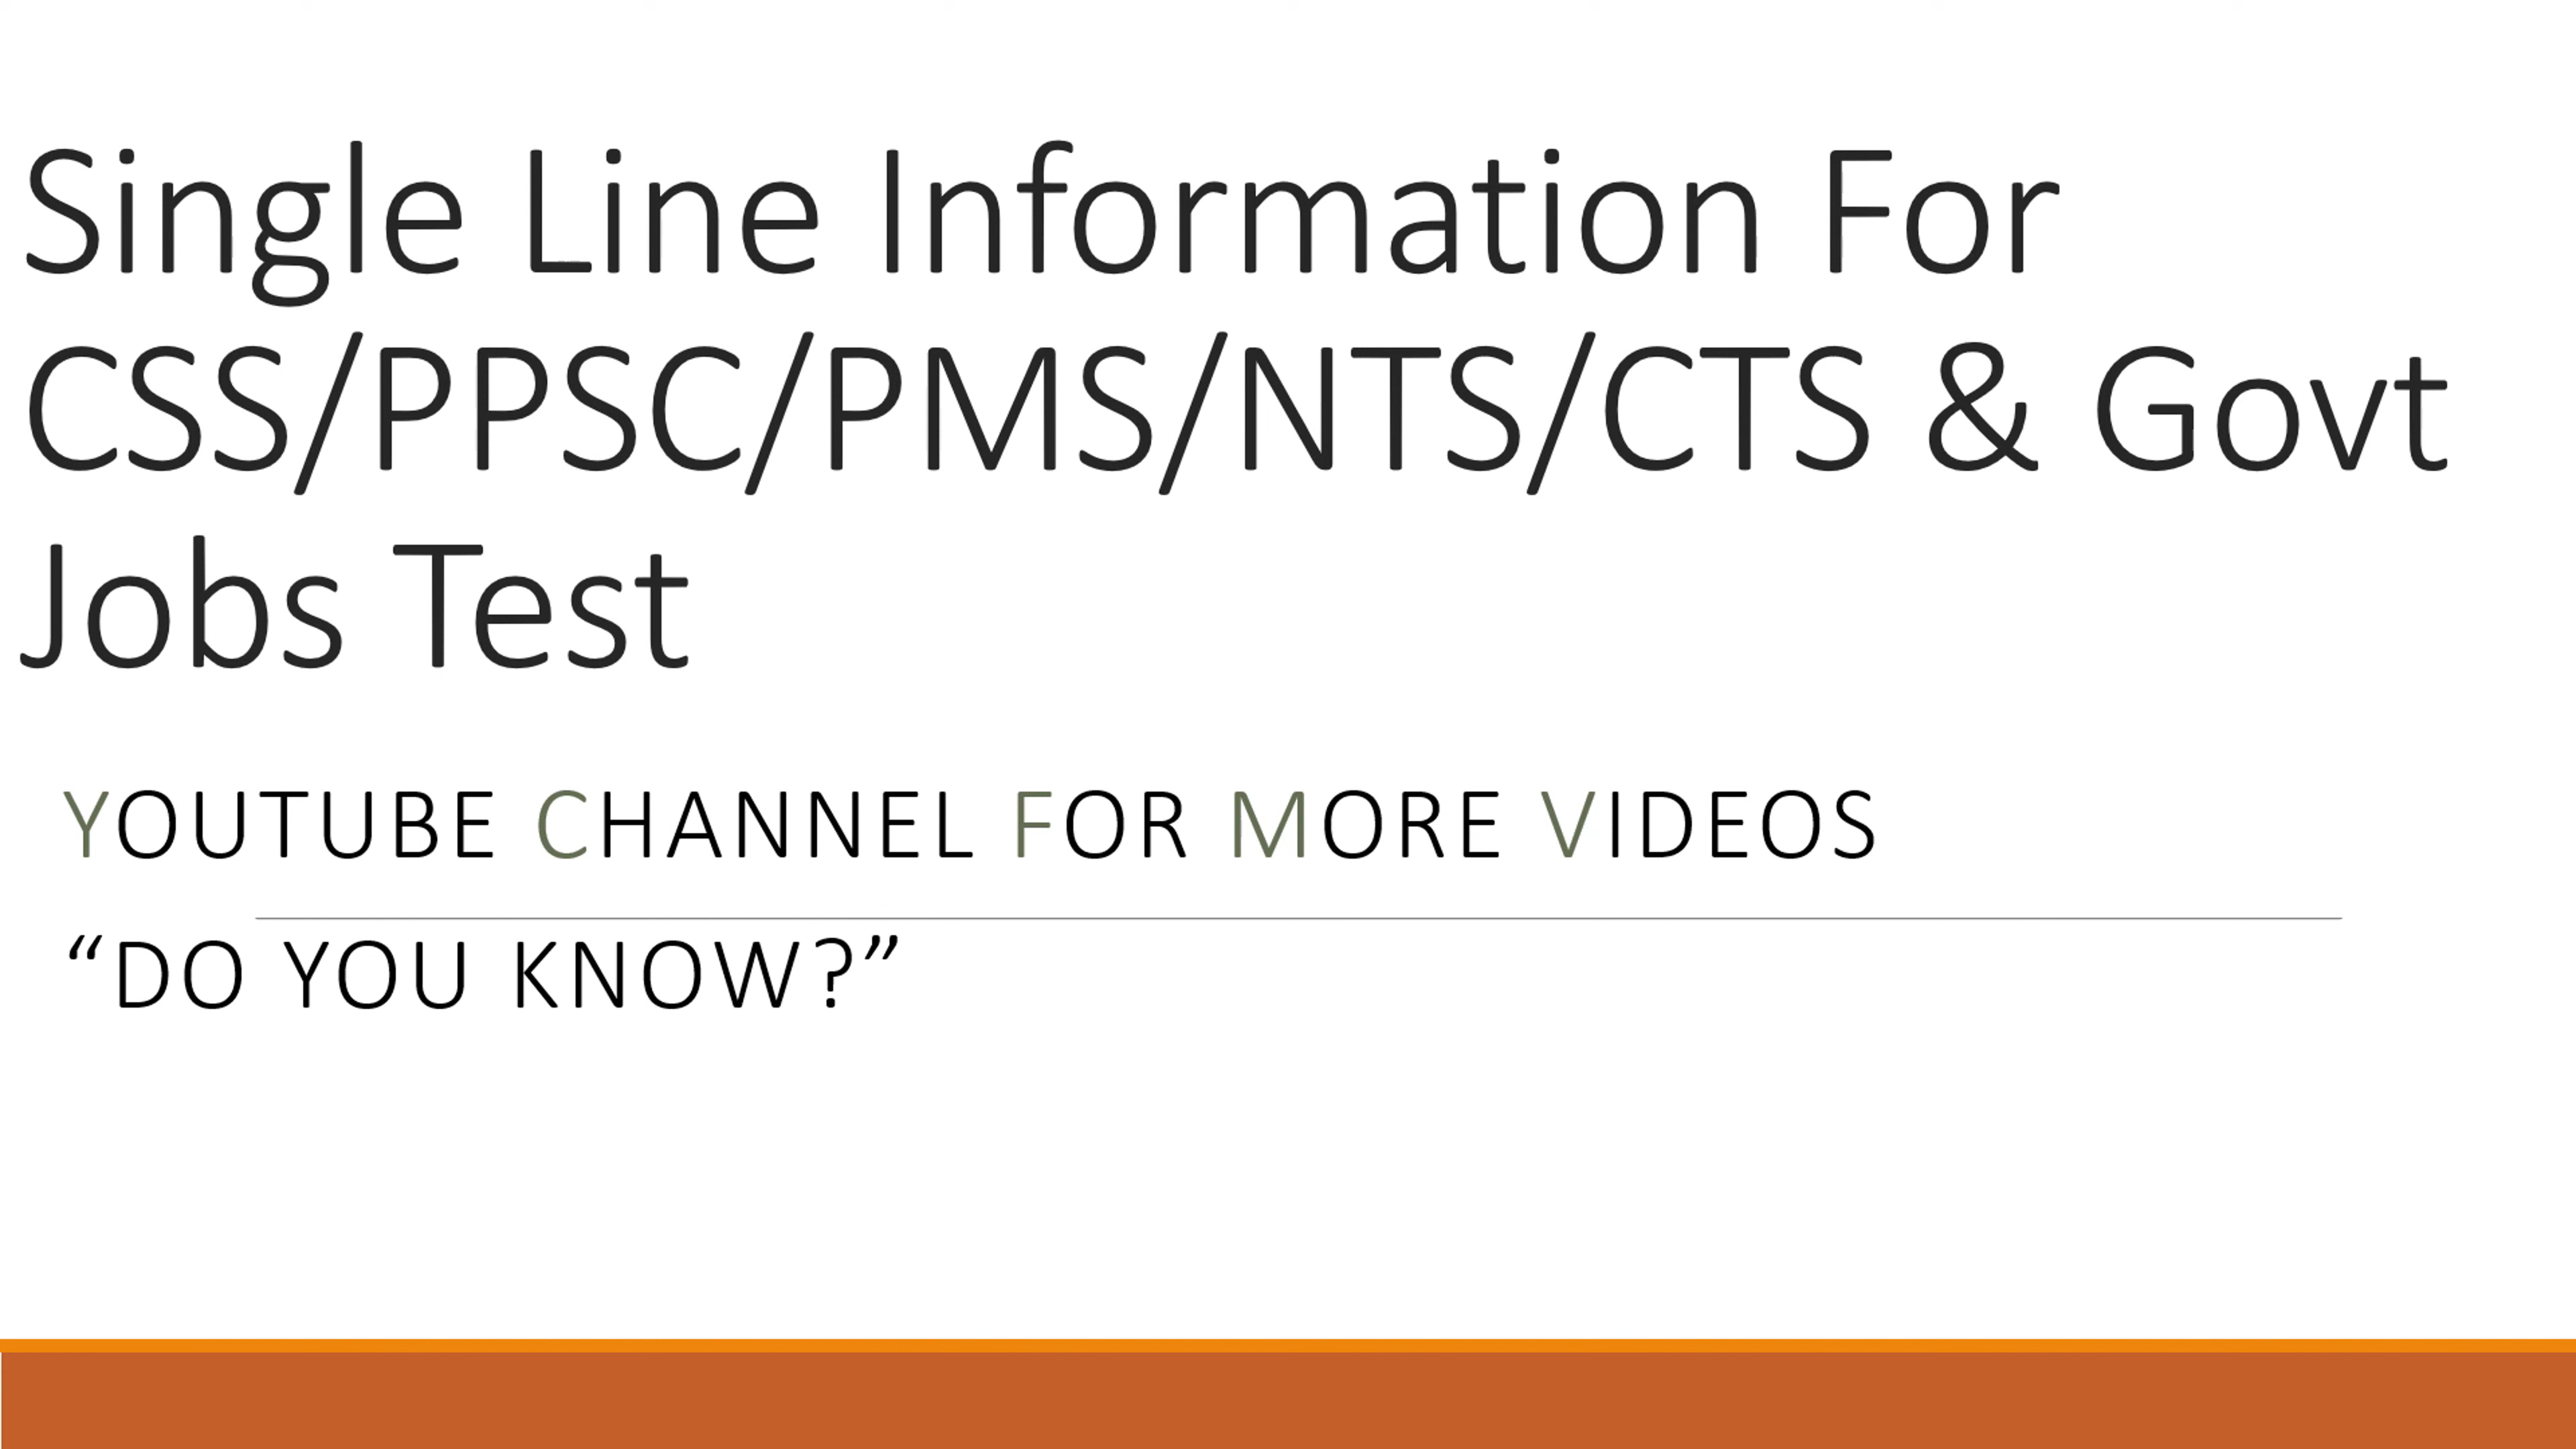 Single Line Information For
CSS/PPSC/PMS/NTS/CTS & Govt
Jobs Test
YOUTUBE CHANNEL FOR MORE VIDEOS
“DO YOU KNOW?”